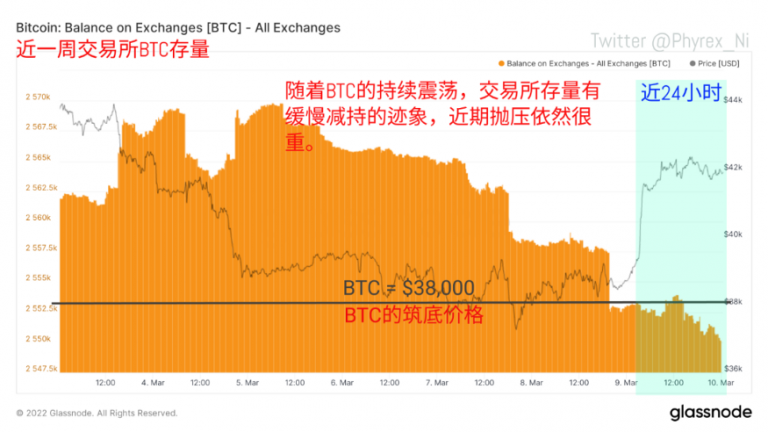 Bitcoin: Balance on Exchanges [BTC] - All Exchanges
近一周交易所BTC存量
Twitter @Phyrex_Ni
Balance on Exchanges - All Exchanges [BTC]
Price [USD]
随着BTC的持续震荡，交易所存量有
缓慢减持的迹象，近期抛压依然很
重。
近24小时
2 570k
2 567.5k
2 565k
2 562.5k
2 560k
2 557.5k
2 555k
2 552.5k
2 550k
2 547.5k
$44k
$42k
$40k
$38k
$36k
BTC = $38,000
BTC的筑底价格
12:00
4. Mar
12:00
5. Mar
12:00
6. Mar
12:00
7. Mar
12:00
8. Mar
12:00
9. Mar
12:00
10. Mar
© 2022 Glassnode. All Rights Reserved.
glassnode